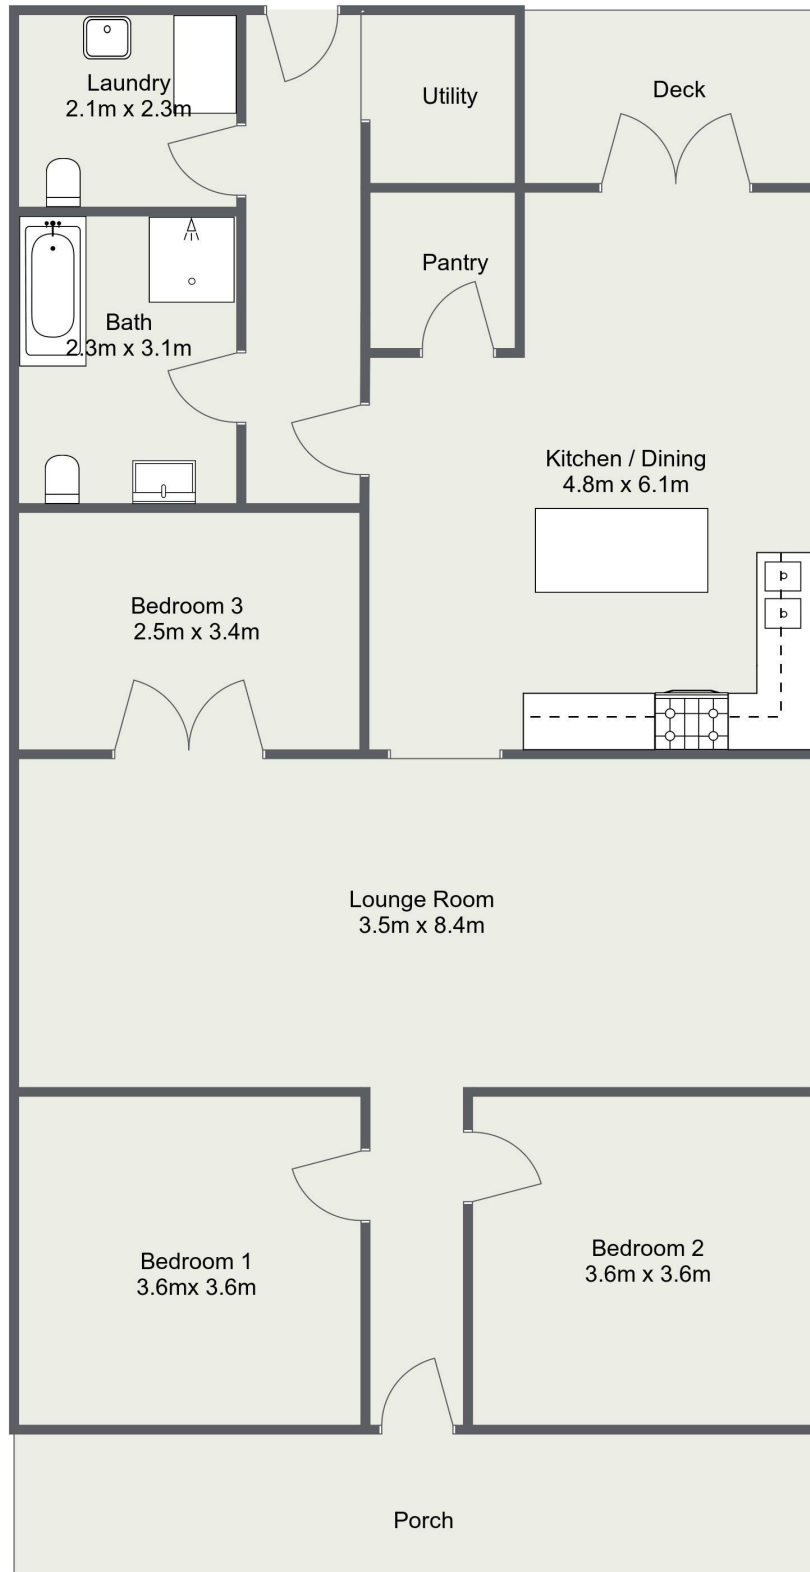 Laundry
2.1m x 2.3m
Utility
Deck
Pantry
Bath
2.3m x 3.1m
Kitchen / Dining
4.8m x 6.1m
Bedroom 3
2.5m x 3.4m
Lounge Room
3.5m x 8.4m
Bedroom 1
3.6mx 3.6m
Bedroom 2
3.6m x 3.6m
Porch